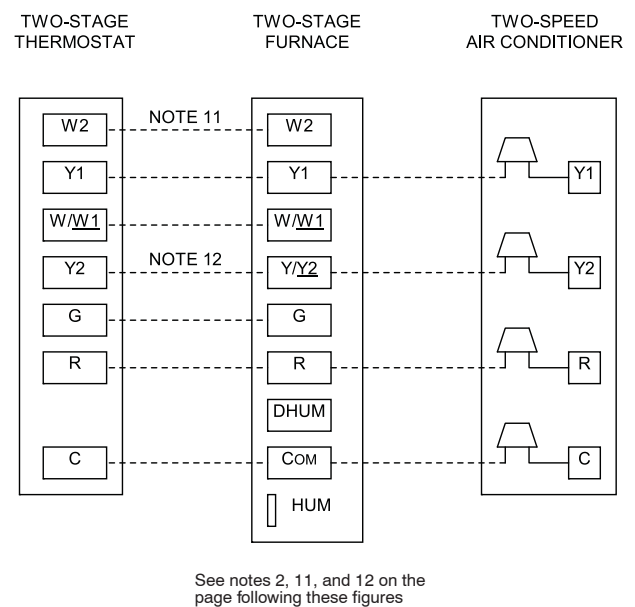 TWO-STAGE
THERMOSTAT
TWO-STAGE
FURNACE
TWO-SPEED
AIR CONDITIONER
W2
NOTE 11
W2
Y1
Y1
Y1
W/W1
W/W1
Y2
NOTE 12
Y/Y2
Y2
G
G
R
R
R
DHUM
C
COM
C
HUM
See notes 2, 11, and 12 on the
page following these figures